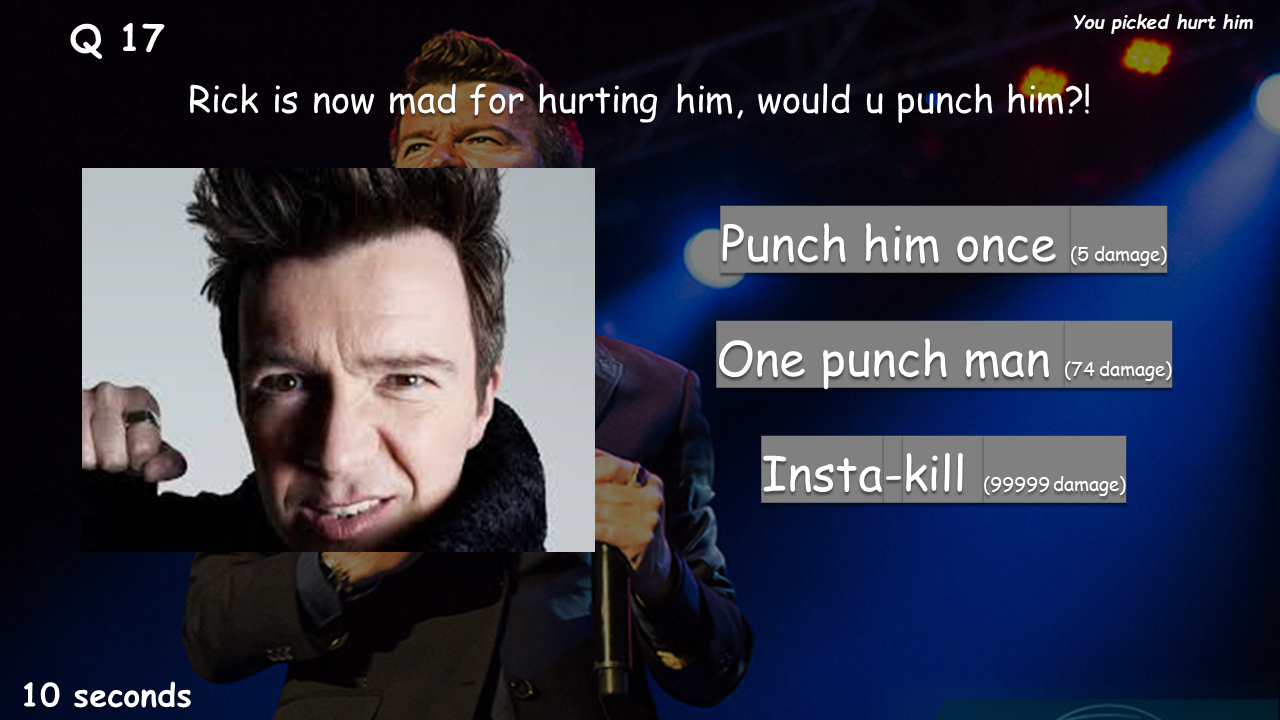 Q 17
You picked hurt him
Rick is now mad for hurting him, would u punch him?!
Punch him once (5 damage)
One punch man (74 damage)
Insta-kill (99999 damage)
10 seconds